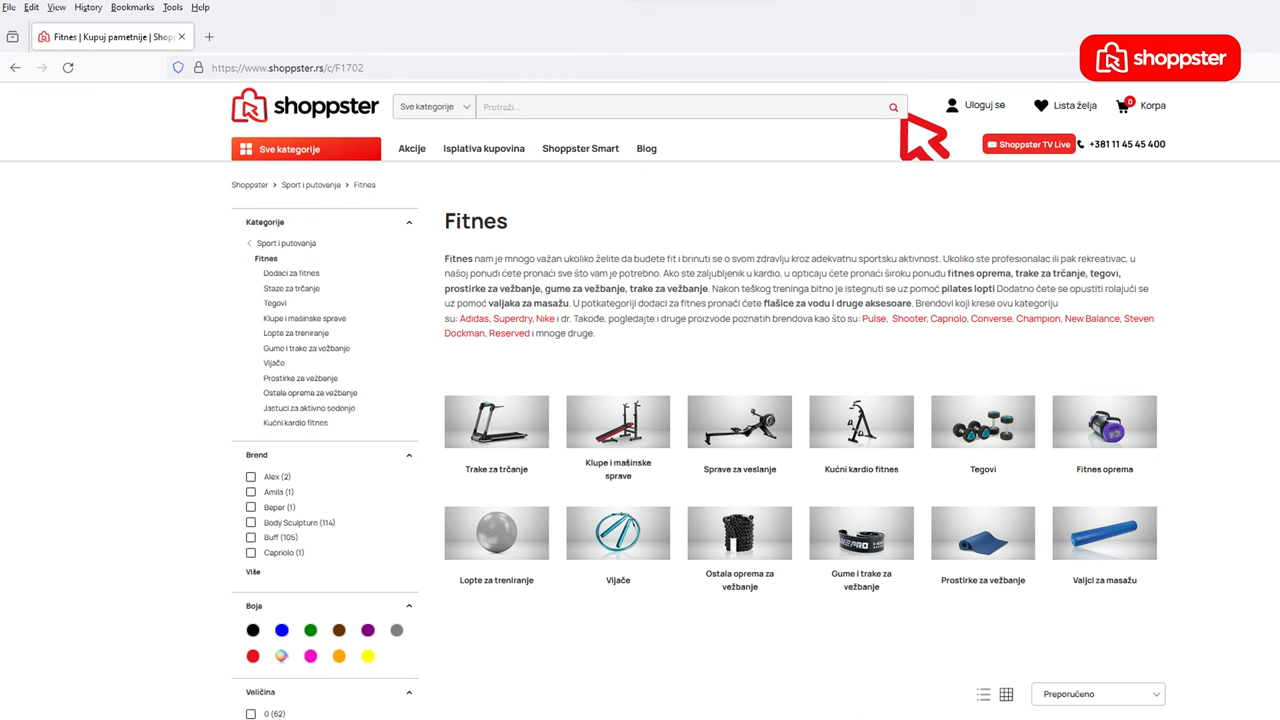 File Edit View History Bookmarks Tools Help
Fitnes | Kupuj pametnije | Shop
https://www.shoppster.rs/c/F1702
shoppster
shoppster Sve kategorije Pretraži... Uloguj se Lista želja 0 Korpa
Sve kategorije Akcije Isplativa kupovina Shoppster Smart Blog Shoppster TV Live +381 11 45 45 400
Shoppster > Sport i putovanja > Fitnes
Kategorije
Sport i putovanja
Fitnes
Dodaci za fitnes
Staze za trčanje
Tegovi
Klupe i mašinske sprave
Lopte za treniranje
Gume i trake za vežbanje
Vijače
Prostirke za vežbanje
Ostala oprema za vežbanje
Jastuci za aktivno sedenje
Kućni kardio fitnes
Brend
Alex (2)
Amila (1)
Beper (1)
Body Sculpture (114)
Buff (105)
Capriolo (1)
Više
Boja
Veličina
0 (62)
Fitnes
Fitnes nam je mnogo važan ukoliko želite da budete fit i brinuti se o svom zdravlju kroz adekvatnu sportsku aktivnost. Ukoliko ste profesionalac ili pak rekreativac, u
našoj ponudi ćete pronaći sve što vam je potrebno. Ako ste zaljubljenik u kardio, u opticaju ćete pronaći široku ponudu fitnes oprema, trake za trčanje, tegovi,
prostirke za vežbanje, gume za vežbanje, trake za vežbanje. Nakon teškog treninga bitno je istegnuti se uz pomoć pilates lopti Dodatno ćete se opustiti rolajući se
uz pomoć valjaka za masažu. U potkategoriji dodaci za fitnes pronaći ćete flašice za vodu i druge aksesoare. Brendovi koji krese ovu kategoriju
su: Adidas, Superdry, Nike i dr. Takođe, pogledajte i druge proizvode poznatih brendova kao što su: Pulse, Shooter, Capriolo, Converse, Champion, New Balance, Steven
Dockman, Reserved i mnoge druge.
Trake za trčanje
Klupe i mašinske
sprave
Sprave za veslanje
Kućni kardio fitnes
Tegovi
Fitnes oprema
Lopte za treniranje
Vijače
Ostala oprema za
vežbanje
Gume i trake za
vežbanje
Prostirke za vežbanje
Valjci za masažu
Preporučeno